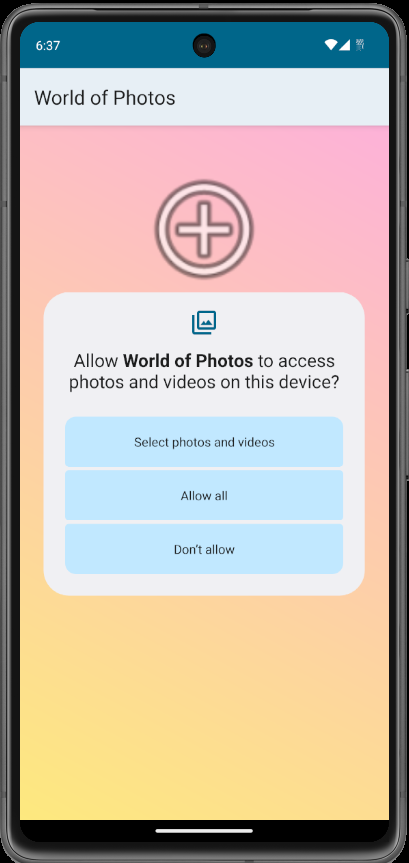 6:37
World of Photos
Allow World of Photos to access
photos and videos on this device?
Select photos and videos
Allow all
Don't allow